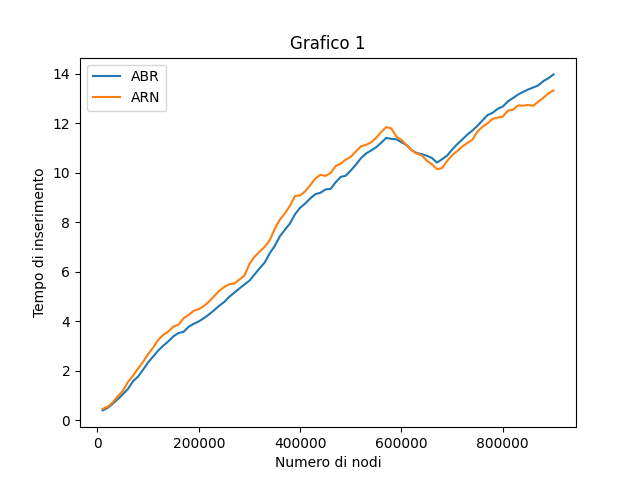 Grafico 1
ABR
ARN
Tempo di inserimento
14
12
10
8
6
4
2
0
0 200000 400000 600000 800000
Numero di nodi